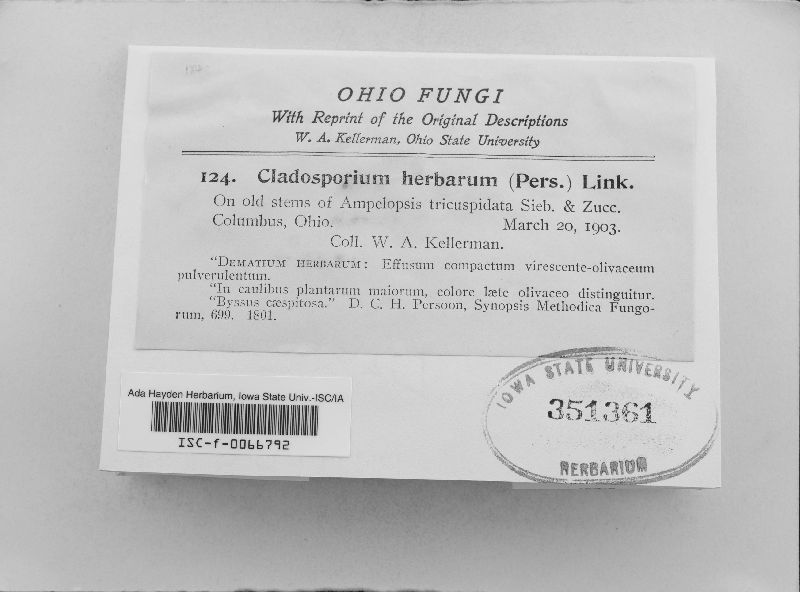 OHIO FUNGI
With Reprint of the Original Descriptions
W. A. Kellerman, Ohio State University
124. Cladosporium herbarum (Pers.) Link.
On old stems of Ampelopsis tricuspidata Sieb. & Zucc.
Columbus, Ohio. March 20, 1903.
Coll. W. A. Kellerman.
"DEMATIUM HERBARUM: Effusum compactum virescente-olivaceum
pulverulentum.
"In caulibus plantarum maiorum, colore læte olivaceo distinguitur.
"Byssus cæspitosa." D. C. H. Persoon, Synopsis Methodica Fungo-
rum, 699. 1801.
Ada Hayden Herbarium, Iowa State Univ.-ISC/IA
ISC-f-0066792
IOWA STATE UNIVERSITY
351361
HERBARIUM